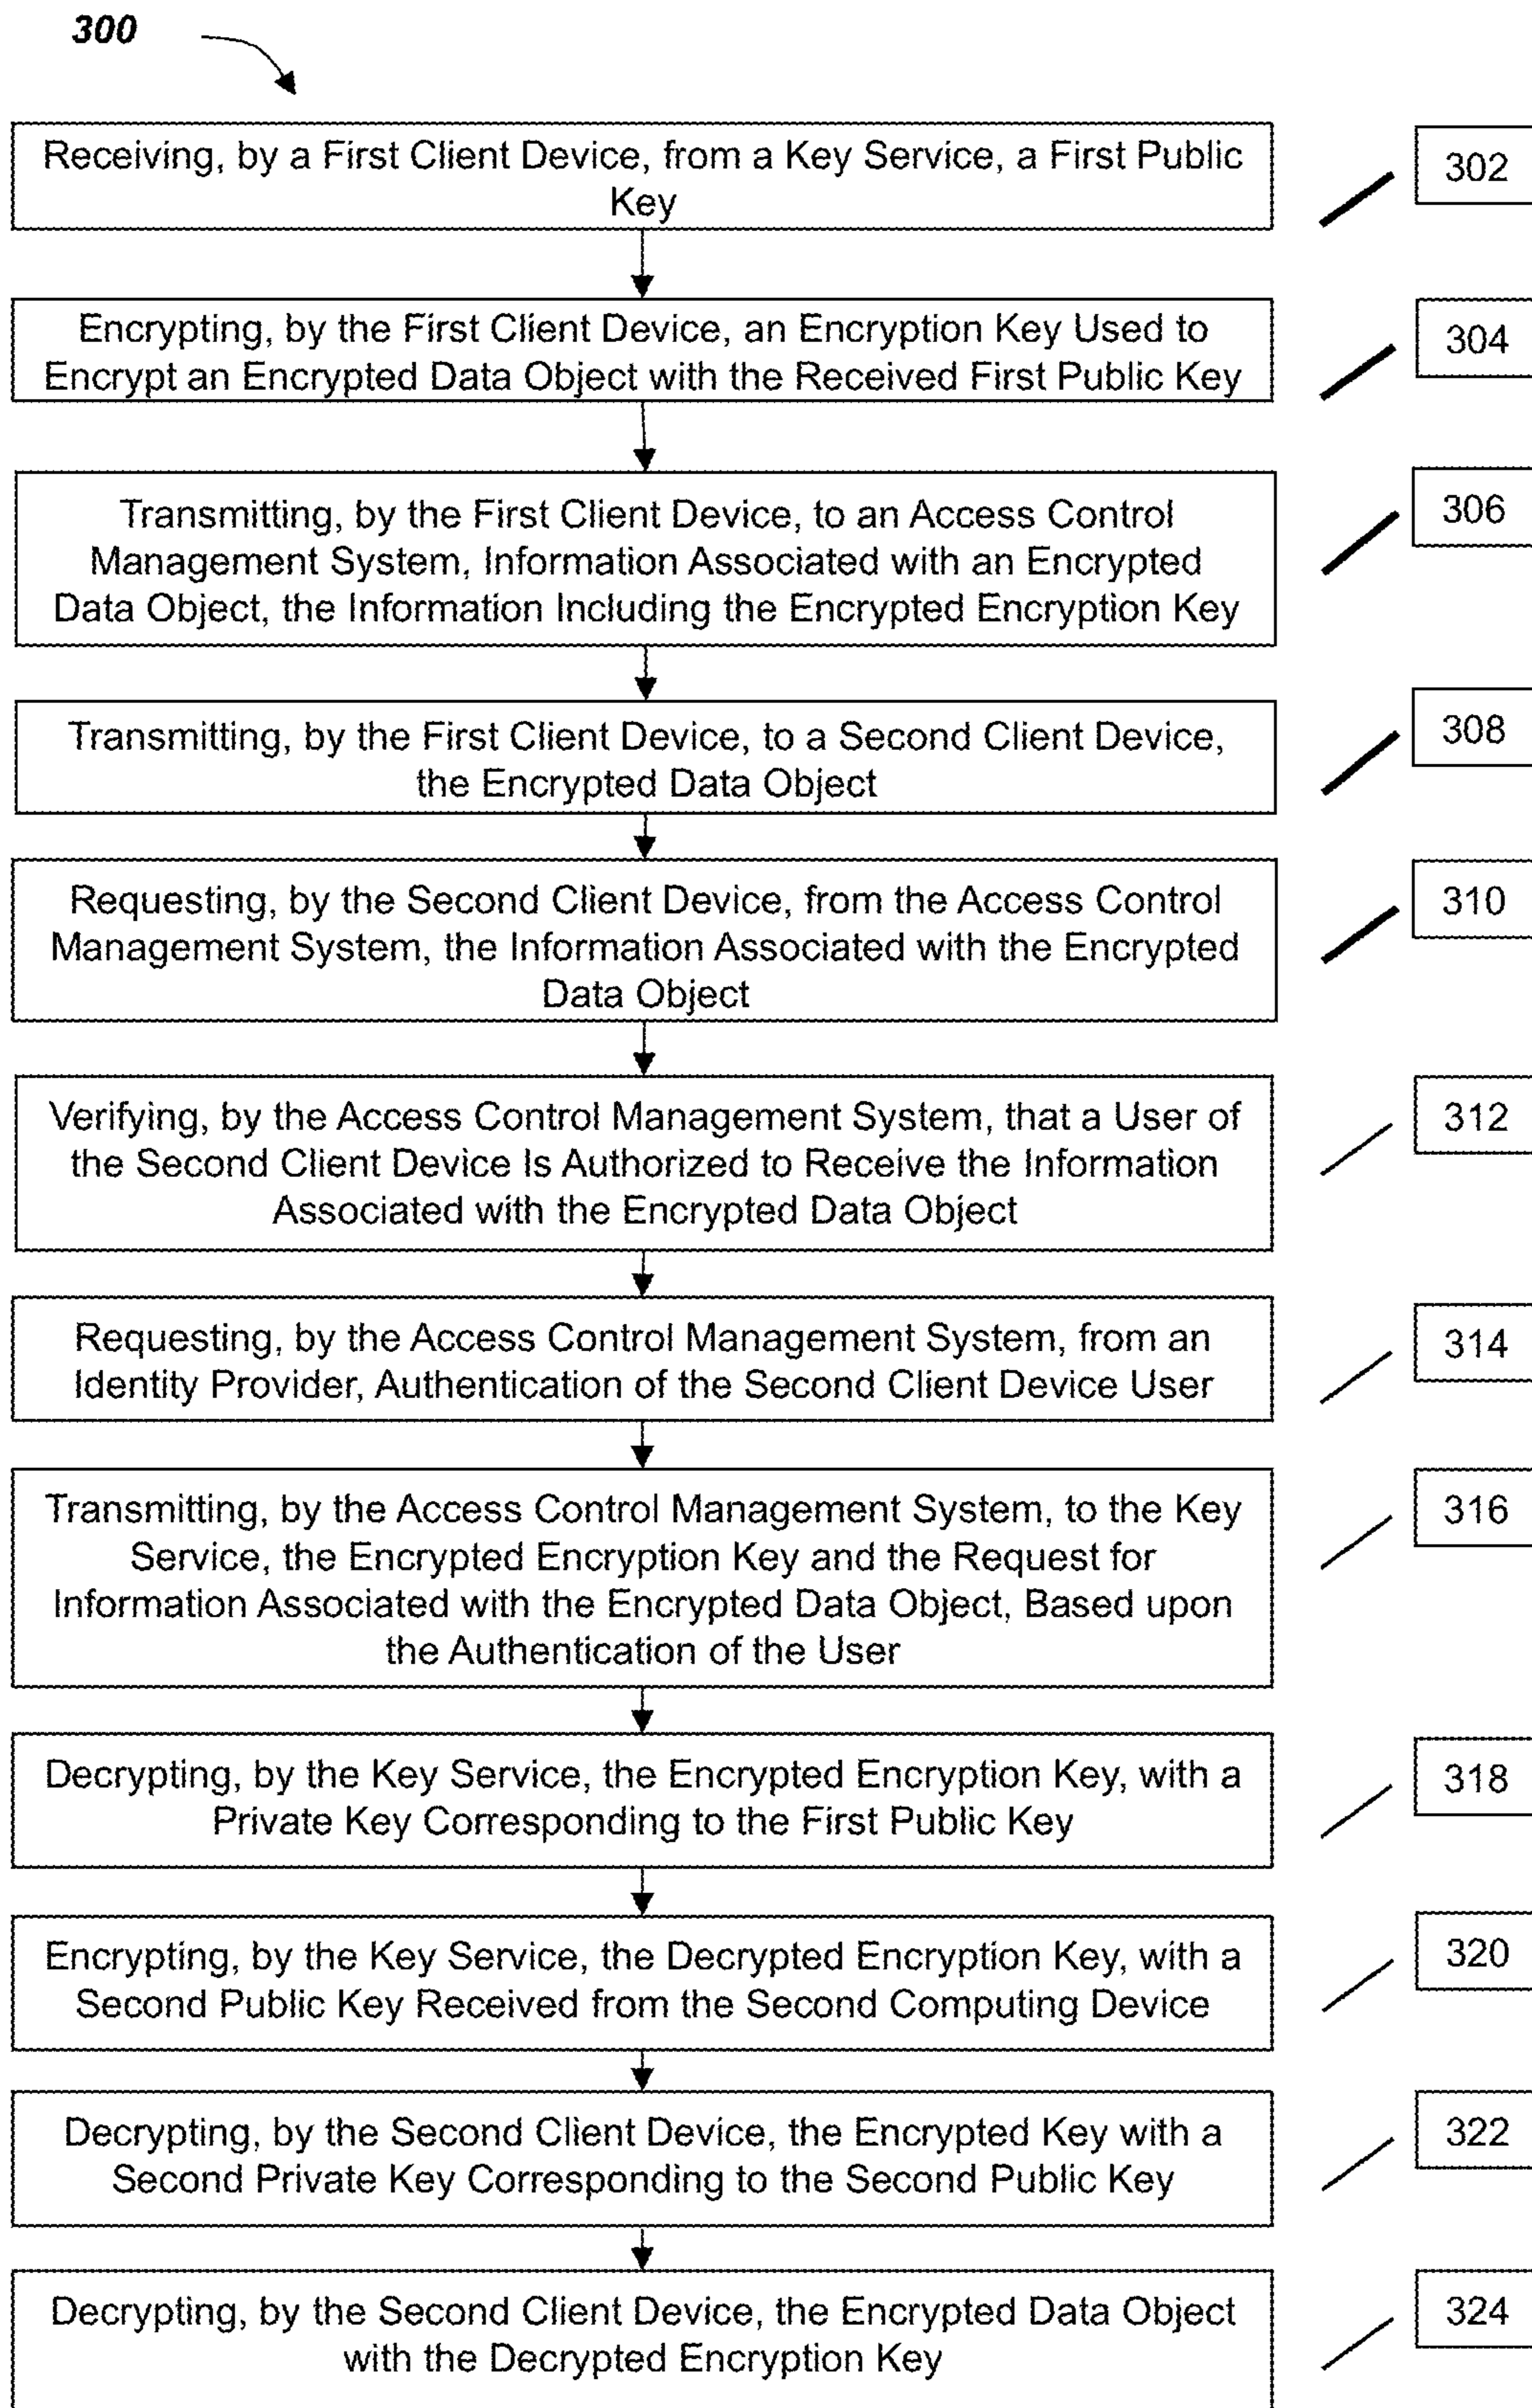 300
Receiving, by a First Client Device, from a Key Service, a First Public
Key
302
Encrypting, by the First Client Device, an Encryption Key Used to
Encrypt an Encrypted Data Object with the Received First Public Key
304
Transmitting, by the First Client Device, to an Access Control
Management System, Information Associated with an Encrypted
Data Object, the Information Including the Encrypted Encryption Key
306
Transmitting, by the First Client Device, to a Second Client Device,
the Encrypted Data Object
308
Requesting, by the Second Client Device, from the Access Control
Management System, the Information Associated with the Encrypted
Data Object
310
Verifying, by the Access Control Management System, that a User of
the Second Client Device Is Authorized to Receive the Information
Associated with the Encrypted Data Object
312
Requesting, by the Access Control Management System, from an
Identity Provider, Authentication of the Second Client Device User
314
Transmitting, by the Access Control Management System, to the Key
Service, the Encrypted Encryption Key and the Request for
Information Associated with the Encrypted Data Object, Based upon
the Authentication of the User
316
Decrypting, by the Key Service, the Encrypted Encryption Key, with a
Private Key Corresponding to the First Public Key
318
Encrypting, by the Key Service, the Decrypted Encryption Key, with a
Second Public Key Received from the Second Computing Device
320
Decrypting, by the Second Client Device, the Encrypted Key with a
Second Private Key Corresponding to the Second Public Key
322
Decrypting, by the Second Client Device, the Encrypted Data Object
with the Decrypted Encryption Key
324